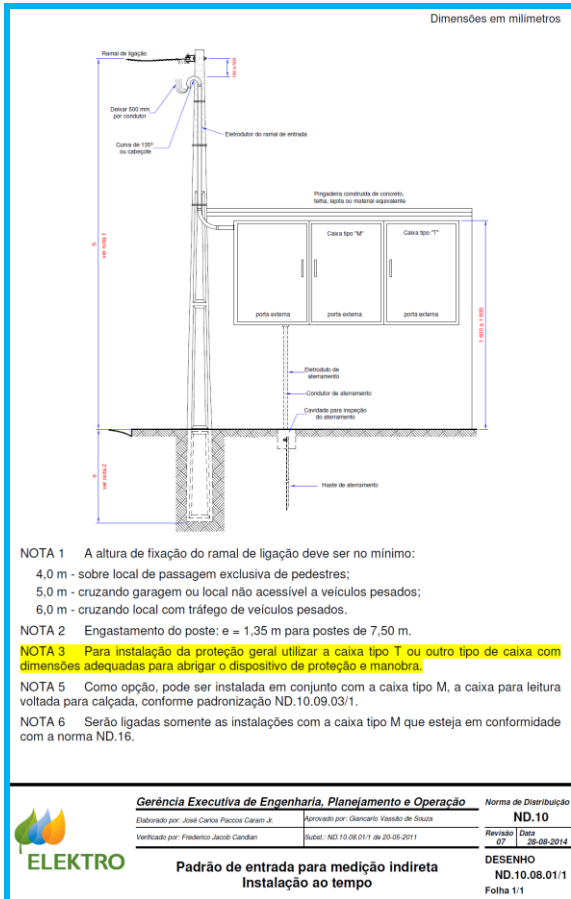 Dimensões em milímetros
Ramal de ligação
Deixar 500 mm
por condutor
Curva de 135º
ou cabeçote
Eletrodutor do ramal de entrada
Pingadeira construida de concreto,
telha, lajota ou material equivalente
Caixa tipo "M"
Caixa tipo "T"
porta externa
porta externa
porta externa
h
ver nota 1
Eletroduto de
aterramento
Condutor de aterramento
Cavidade para inspeção
do aterramento
Haste de aterramento
e
ver nota 2
NOTA 1 A altura de fixação do ramal de ligação deve ser no mínimo:
4,0 m - sobre local de passagem exclusiva de pedestres;
5,0 m - cruzando garagem ou local não acessível a veículos pesados;
6,0 m - cruzando local com tráfego de veículos pesados.
NOTA 2 Engastamento do poste: e = 1,35 m para postes de 7,50 m.
NOTA 3 Para instalação da proteção geral utilizar a caixa tipo T ou outro tipo de caixa com
dimensões adequadas para abrigar o dispositivo de proteção e manobra.
NOTA 5 Como opção, pode ser instalada em conjunto com a caixa tipo M, a caixa para leitura
voltada para calçada, conforme padronização ND.10.09.03/1.
NOTA 6 Serão ligadas somente as instalações com a caixa tipo M que esteja em conformidade
com a norma ND.16.
ELEKTRO
Gerência Executiva de Engenharia, Planejamento e Operação
Elaborado por: José Carlos Paccos Caram Jr.
Aprovado por: Giancarlo Vassão de Souza
Verificado por: Frederico Jacob Candian
Subst.: ND.10.08.01/1 de 20-05-2011
Padrão de entrada para medição indireta
Instalação ao tempo
Norma de Distribuição
ND.10
Revisão
07
Data
28-08-2014
DESENHO
ND.10.08.01/1
Folha 1/1